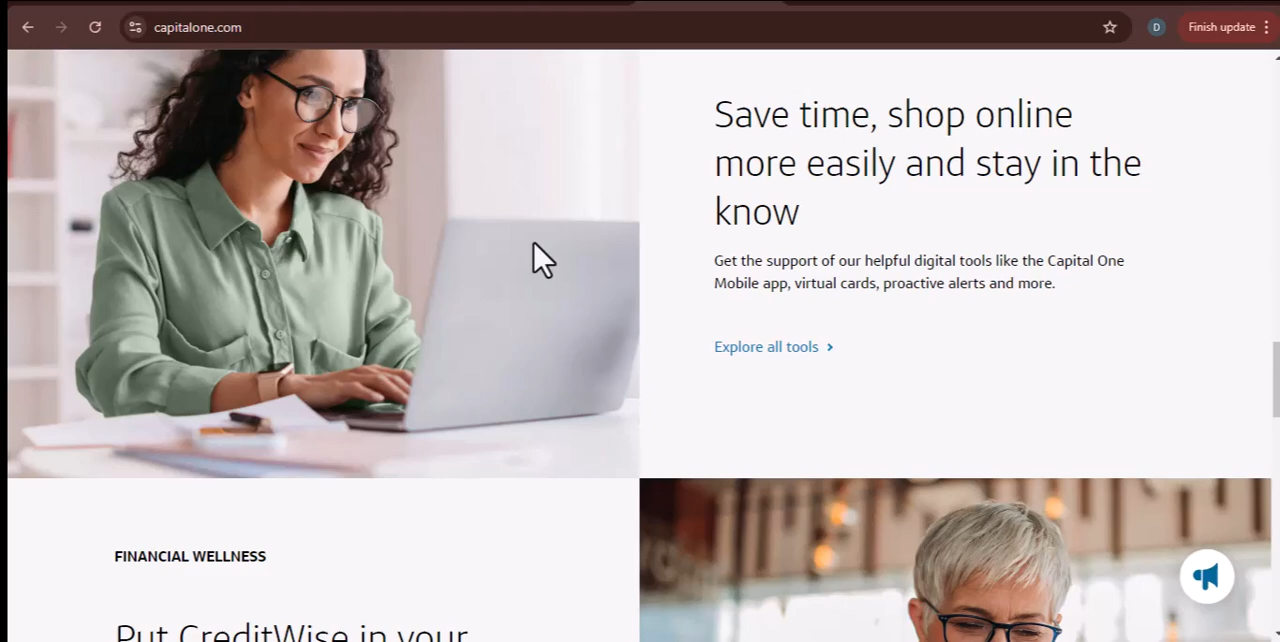 capitalone.com
D
Finish update
Save time, shop online
more easily and stay in the
know
Get the support of our helpful digital tools like the Capital One
Mobile app, virtual cards, proactive alerts and more.
Explore all tools
FINANCIAL WELLNESS
Put CreditWise in your